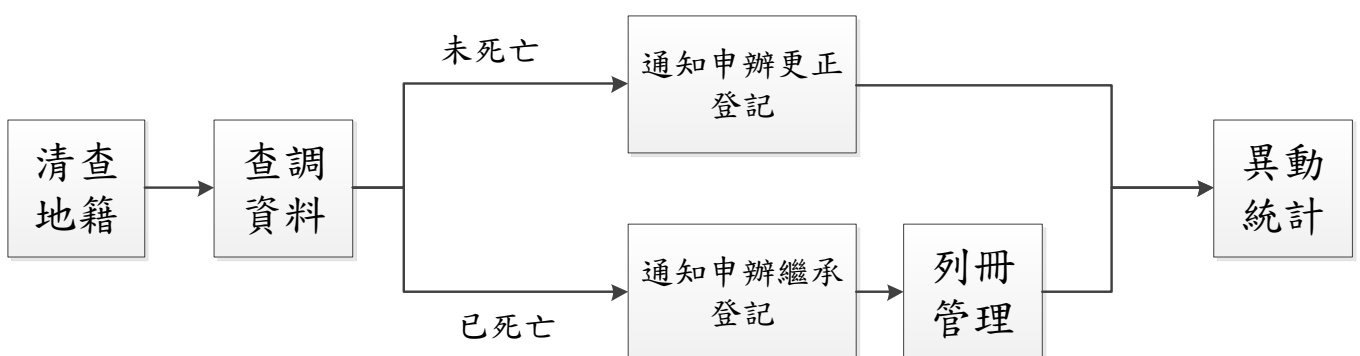 清查
地籍
查調
資料
未死亡
通知申辦更正
登記
已死亡
通知申辦繼承
登記
列冊
管理
異動
統計